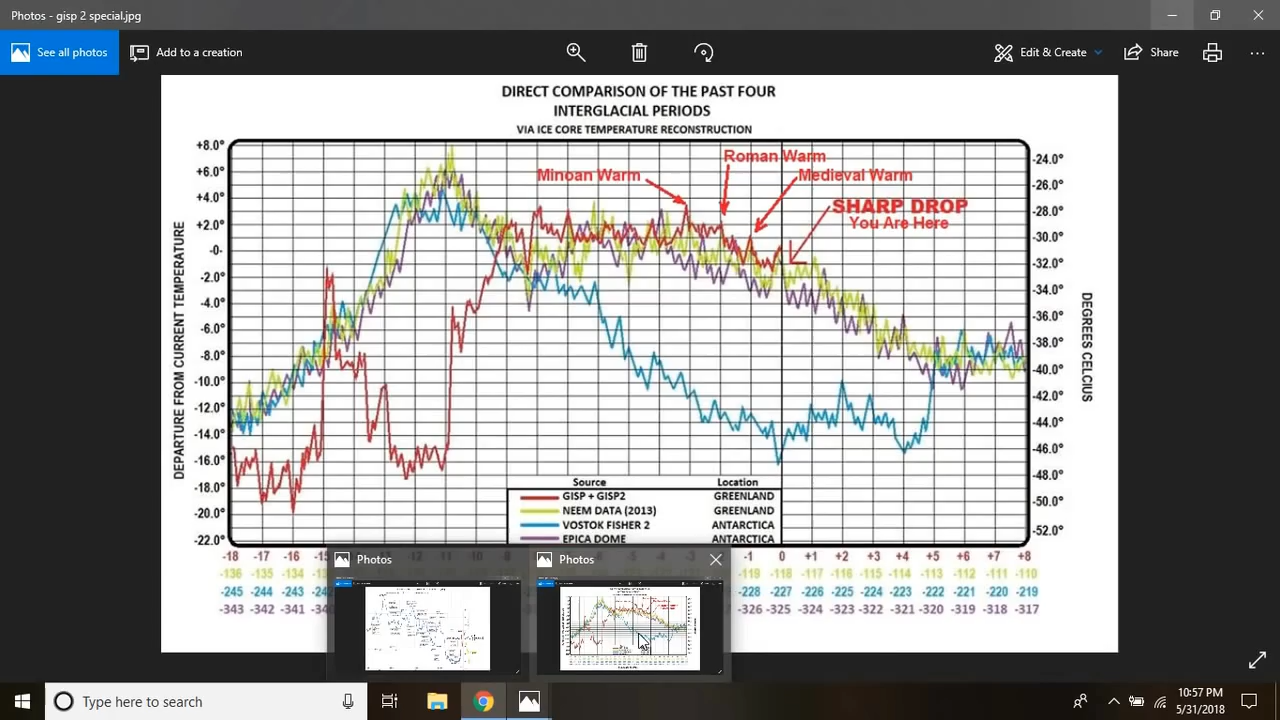 Photos - gisp 2 special.jpg
See all photos
Add to a creation
Edit & Create
Share
DIRECT COMPARISON OF THE PAST FOUR
INTERGLACIAL PERIODS
VIA ICE CORE TEMPERATURE RECONSTRUCTION
Roman Warm
Minoan Warm
Medieval Warm
SHARP DROP
You Are Here
DEPARTURE FROM CURRENT TEMPERATURE
+8.0°
+6.0°
+4.0°
+2.0°
-0-
-2.0°
-4.0°
-6.0°
-8.0°
-10.0°
-12.0°
-14.0°
-16.0°
-18.0°
-20.0°
-22.0°
-24.0°
-26.0°
-28.0°
-30.0°
-32.0°
-34.0°
-36.0°
-38.0°
-40.0°
-42.0°
-44.0°
-46.0°
-48.0°
-50.0°
-52.0°
DEGREES CELCIUS
Source Location
GISP + GISP2 GREENLAND
NEEM DATA (2013) GREENLAND
VOSTOK FISHER 2 ANTARCTICA
EPICA DOME ANTARCTICA
-18 -17 -16 -1 0 +1 +2 +3 +4 +5 +6 +7 +8
-136 -135 -134 -119 -118 -117 -116 -115 -114 -113 -112 -111 -110
-245 -244 -243 -228 -227 -226 -225 -224 -223 -222 -221 -220 -219
-343 -342 -341 -326 -325 -324 -323 -322 -321 -320 -319 -318 -317
Photos
Photos
Type here to search
10:57 PM
5/31/2018